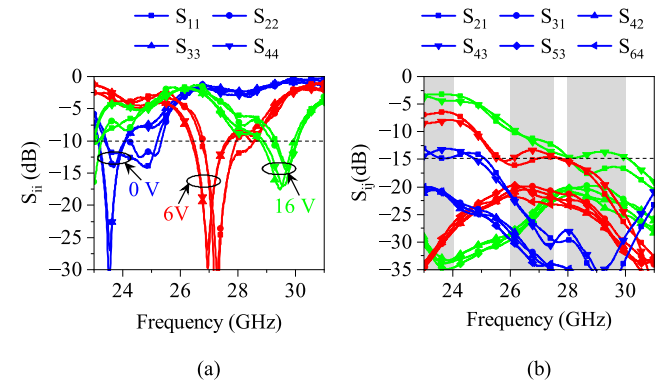 (a)
S₁₁ S₂₂
S₃₃ S₄₄
0
−5
−10
−15
−20
−25
−30
S_ii (dB)
0 V
6V
16 V
24 26 28 30
Frequency (GHz)
(a)
(b)
S₂₁ S₃₁ S₄₂
S₄₃ S₅₃ S₆₄
0
−5
−10
−15
−20
−25
−30
−35
S_ij (dB)
24 26 28 30
Frequency (GHz)
(b)